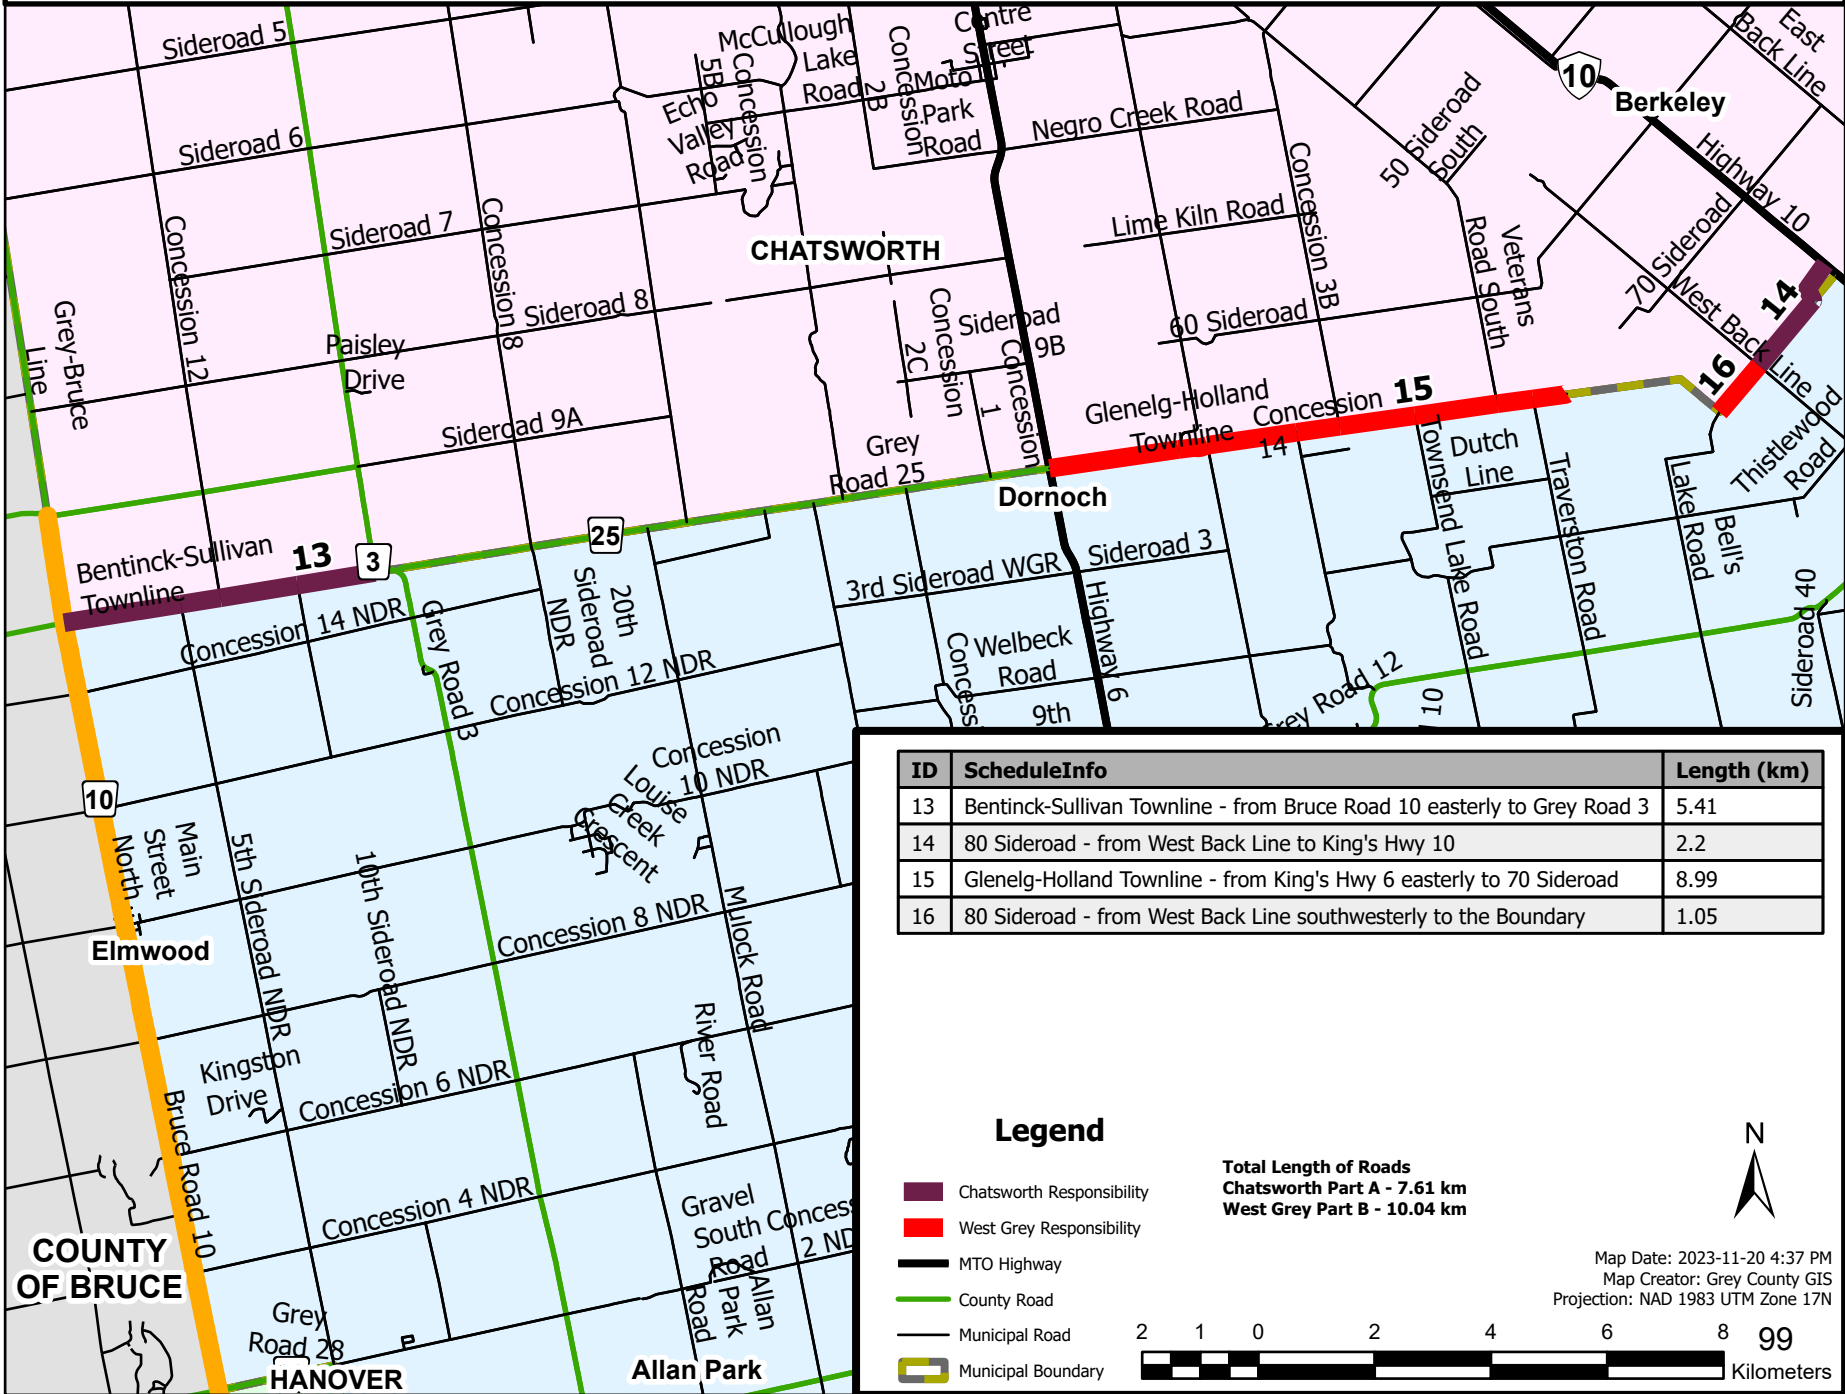 Sideroad 5
McCullough
Lake
Road
Concession
2B
Centre
Street
Moto
Park
Road
5B
Concession
Echo
Valley
Road
Negro Creek Road
50 Sideroad
South
10
Berkeley
East
Back Line
Highway 10
Sideroad 6
Sideroad 7
Concession 12
Concession 8
CHATSWORTH
Lime Kiln Road
Concession 3B
Veterans
Road South
70 Sideroad
West Back Line
14
16
Grey-Bruce
Line
Paisley
Drive
Sideroad 8
Sideroad 9A
Concession
2C
Sideroad
9B
Concession
1
60 Sideroad
Glenelg-Holland
Townline
Concession
14
15
Grey
Road 25
Dornoch
Townsend Lake Road
Dutch
Line
Traverston Road
Thistlewood
Road
Bell's
Lake Road
Bentinck-Sullivan
Townline
13
3
25
Concession 14 NDR
Grey Road 3
20th
Sideroad
NDR
3rd Sideroad WGR
Sideroad 3
Highway 6
Welbeck
Road
9th
Concess
Grey Road 12
10
Sideroad 40
Concession 12 NDR
Concession
10 NDR
Louise
Creek
Crescent
10
Main
Street
North
5th Sideroad NDR
10th Sideroad NDR
Elmwood
Concession 8 NDR
Mulock Road
River Road
Kingston
Drive
Concession 6 NDR
Bruce Road 10
Concession 4 NDR
Gravel
South
Road
Concess
2 ND
Allan
Park
Road
COUNTY
OF BRUCE
Grey
Road 28
HANOVER
Allan Park
ID ScheduleInfo Length (km)
13 Bentinck-Sullivan Townline - from Bruce Road 10 easterly to Grey Road 3 5.41
14 80 Sideroad - from West Back Line to King's Hwy 10 2.2
15 Glenelg-Holland Townline - from King's Hwy 6 easterly to 70 Sideroad 8.99
16 80 Sideroad - from West Back Line southwesterly to the Boundary 1.05
Legend
Chatsworth Responsibility
West Grey Responsibility
MTO Highway
County Road
Municipal Road
Municipal Boundary
Total Length of Roads
Chatsworth Part A - 7.61 km
West Grey Part B - 10.04 km
N
Map Date: 2023-11-20 4:37 PM
Map Creator: Grey County GIS
Projection: NAD 1983 UTM Zone 17N
2 1 0 2 4 6 8
99
Kilometers